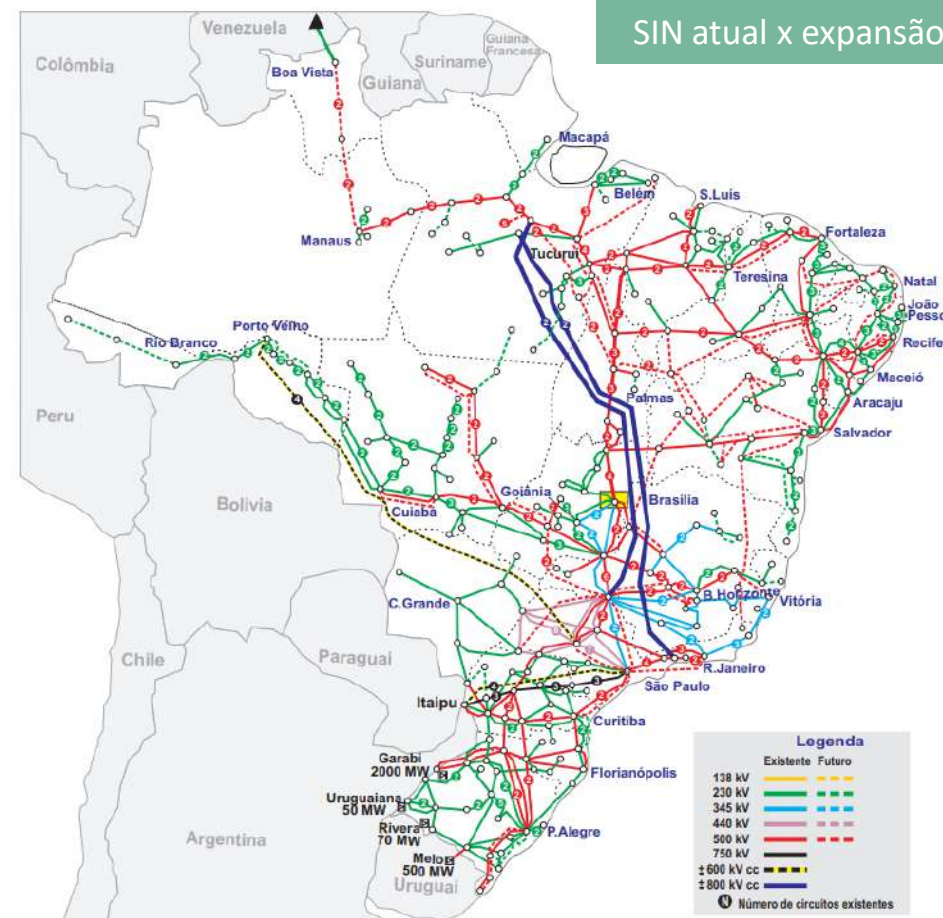 SIN atual x expansão
Venezuela
Colômbia
Guiana
Suriname
Guiana
Francesa
Boa Vista
Macapá
Belém
S.Luis
Manaus
Tucuruí
Teresina
Fortaleza
Natal
João
Pesso
Recife
Maceió
Aracaju
Salvador
Porto Velho
Rio Branco
Palmas
Peru
Bolivia
Cuiabá
Goiânia
Brasilia
B.Horizonte
Vitória
C.Grande
Chile
Paraguai
R.Janeiro
São Paulo
Itaipu
Curitiba
Garabi
2000 MW
Florianópolis
Uruguaiana
50 MW
Rivera
70 MW
P.Alegre
Melo
500 MW
Argentina
Uruguai
Legenda
Existente Futuro
138 kV
230 kV
345 kV
440 kV
500 kV
750 kV
±600 kV cc
±800 kV cc
N Número de circuitos existentes